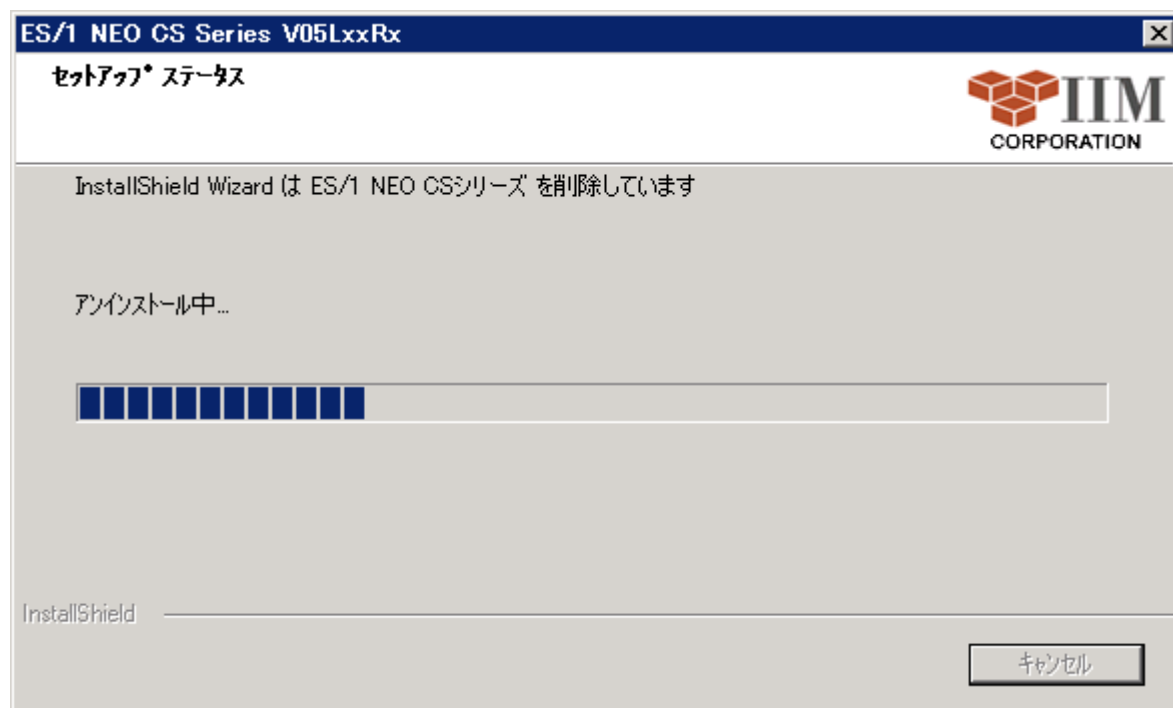 ES/1 NEO CS Series V05LxxRx
セットアップ ステータス
IIM
CORPORATION
InstallShield Wizard は ES/1 NEO CSシリーズ を削除しています
アンインストール中...
InstallShield
キャンセル